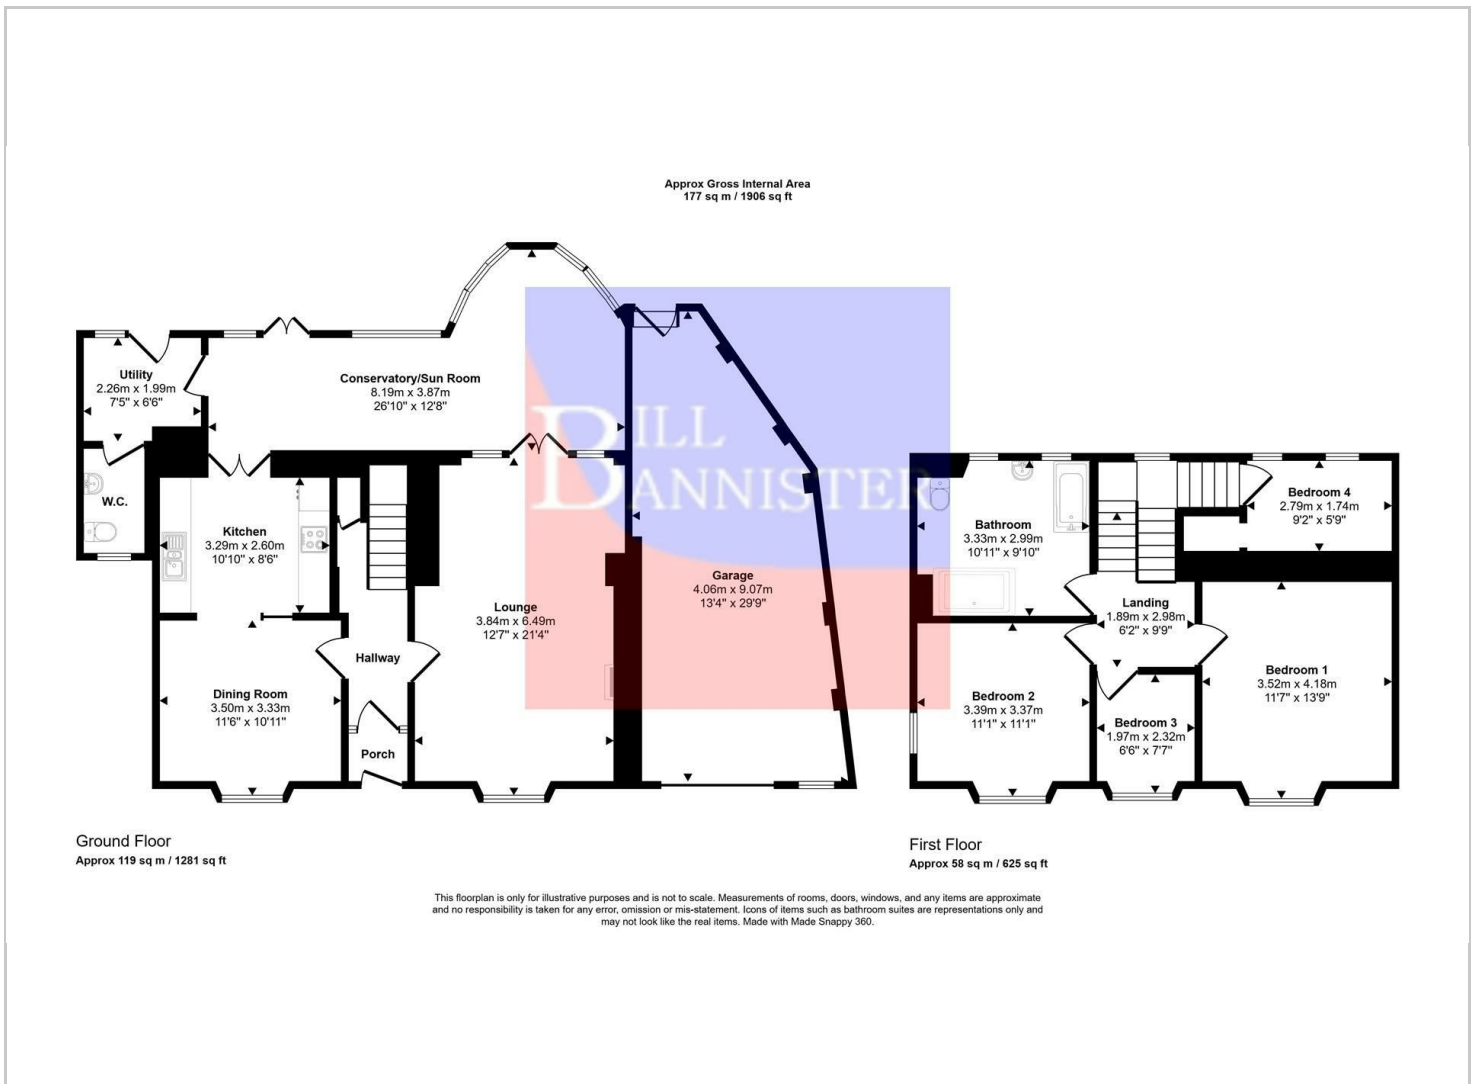 Approx Gross Internal Area
177 sq m / 1906 sq ft
Utility
2.26m x 1.99m
7'5" x 6'6"
Conservatory/Sun Room
8.19m x 3.87m
26'10" x 12'8"
W.C.
Kitchen
3.29m x 2.60m
10'10" x 8'6"
Dining Room
3.50m x 3.33m
11'6" x 10'11"
Hallway
Porch
Lounge
3.84m x 6.49m
12'7" x 21'4"
BILL
BANNISTER
Garage
4.06m x 9.07m
13'4" x 29'9"
Ground Floor
Approx 119 sq m / 1281 sq ft
Bathroom
3.33m x 2.99m
10'11" x 9'10"
Bedroom 4
2.79m x 1.74m
9'2" x 5'9"
Landing
1.89m x 2.98m
6'2" x 9'9"
Bedroom 2
3.39m x 3.37m
11'1" x 11'1"
Bedroom 3
1.97m x 2.32m
6'6" x 7'7"
Bedroom 1
3.52m x 4.18m
11'7" x 13'9"
First Floor
Approx 58 sq m / 625 sq ft
This floorplan is only for illustrative purposes and is not to scale. Measurements of rooms, doors, windows, and any items are approximate
and no responsibility is taken for any error, omission or mis-statement. Icons of items such as bathroom suites are representations only and
may not look like the real items. Made with Made Snappy 360.